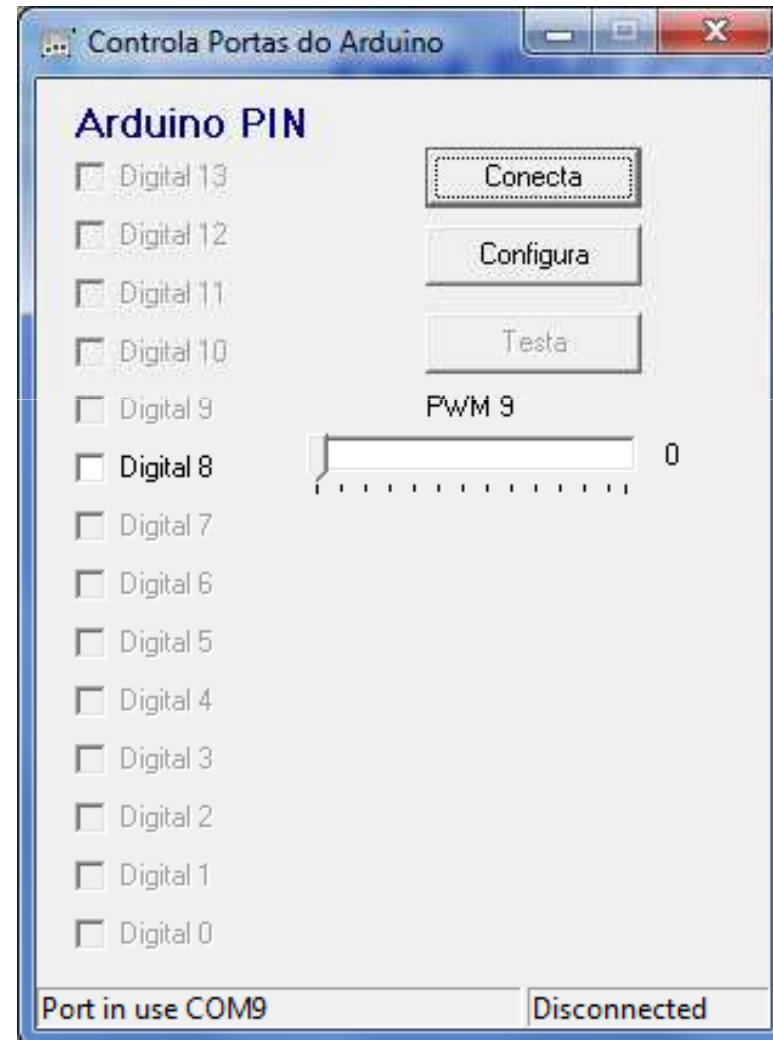 Controla Portas do Arduino
Arduino PIN
Digital 13
Conecta
Digital 12
Configura
Digital 11
Digital 10
Testa
Digital 9
PWM 9
Digital 8
0
Digital 7
Digital 6
Digital 5
Digital 4
Digital 3
Digital 2
Digital 1
Digital 0
Port in use COM9
Disconnected